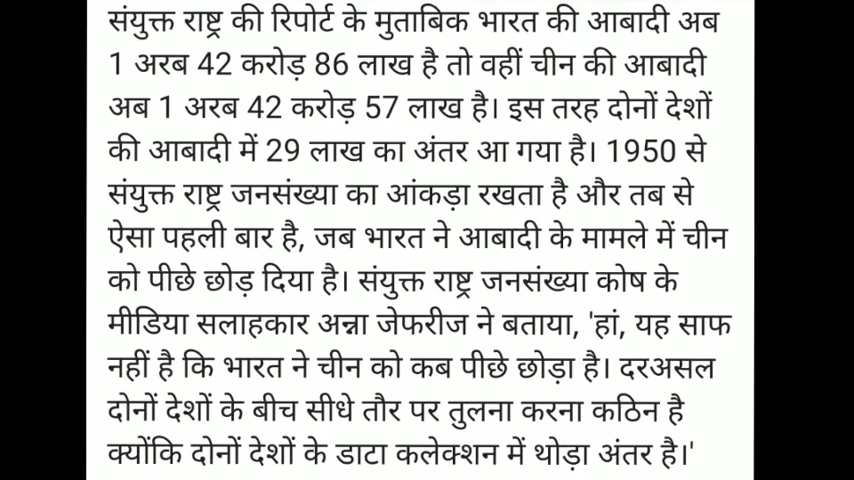 संयुक्त राष्ट्र की रिपोर्ट के मुताबिक भारत की आबादी अब
1 अरब 42 करोड़ 86 लाख है तो वहीं चीन की आबादी
अब 1 अरब 42 करोड़ 57 लाख है। इस तरह दोनों देशों
की आबादी में 29 लाख का अंतर आ गया है। 1950 से
संयुक्त राष्ट्र जनसंख्या का आंकड़ा रखता है और तब से
ऐसा पहली बार है, जब भारत ने आबादी के मामले में चीन
को पीछे छोड़ दिया है। संयुक्त राष्ट्र जनसंख्या कोष के
मीडिया सलाहकार अन्ना जेफरीज ने बताया, 'हां, यह साफ
नहीं है कि भारत ने चीन को कब पीछे छोड़ा है। दरअसल
दोनों देशों के बीच सीधे तौर पर तुलना करना कठिन है
क्योंकि दोनों देशों के डाटा कलेक्शन में थोड़ा अंतर है।'